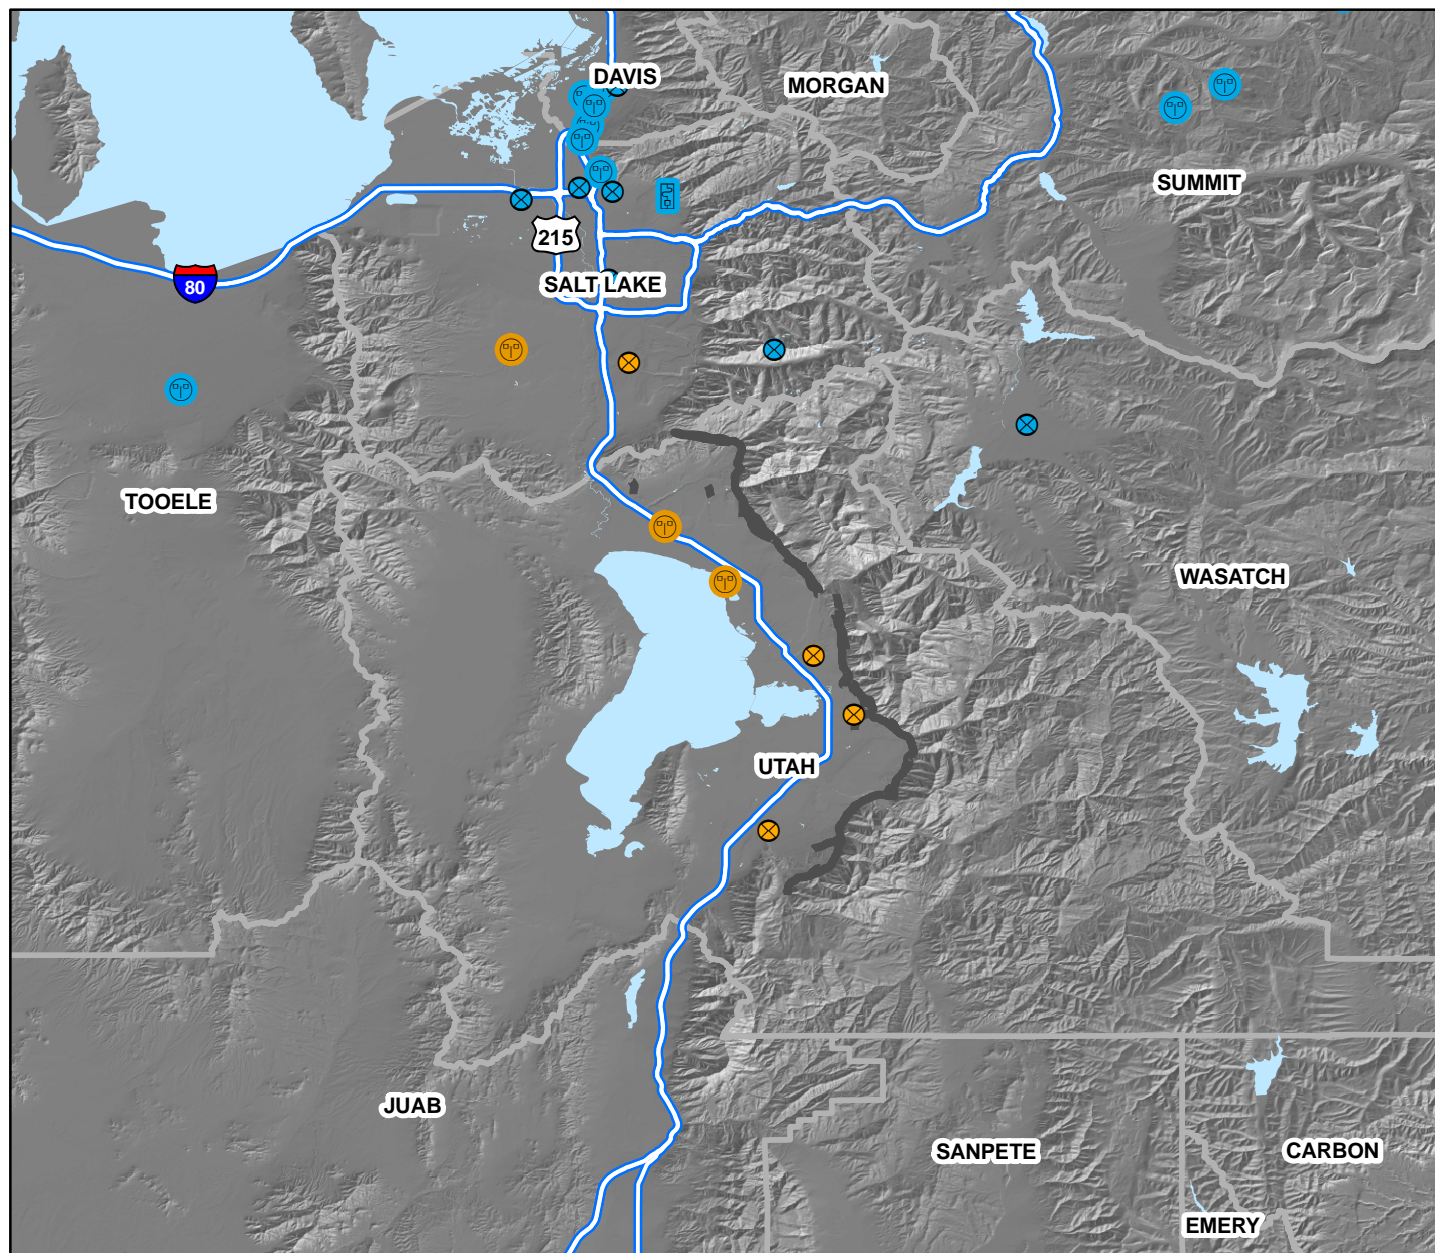 DAVIS
MORGAN
SUMMIT
215
80
SALT LAKE
TOOELE
WASATCH
UTAH
JUAB
SANPETE
CARBON
EMERY